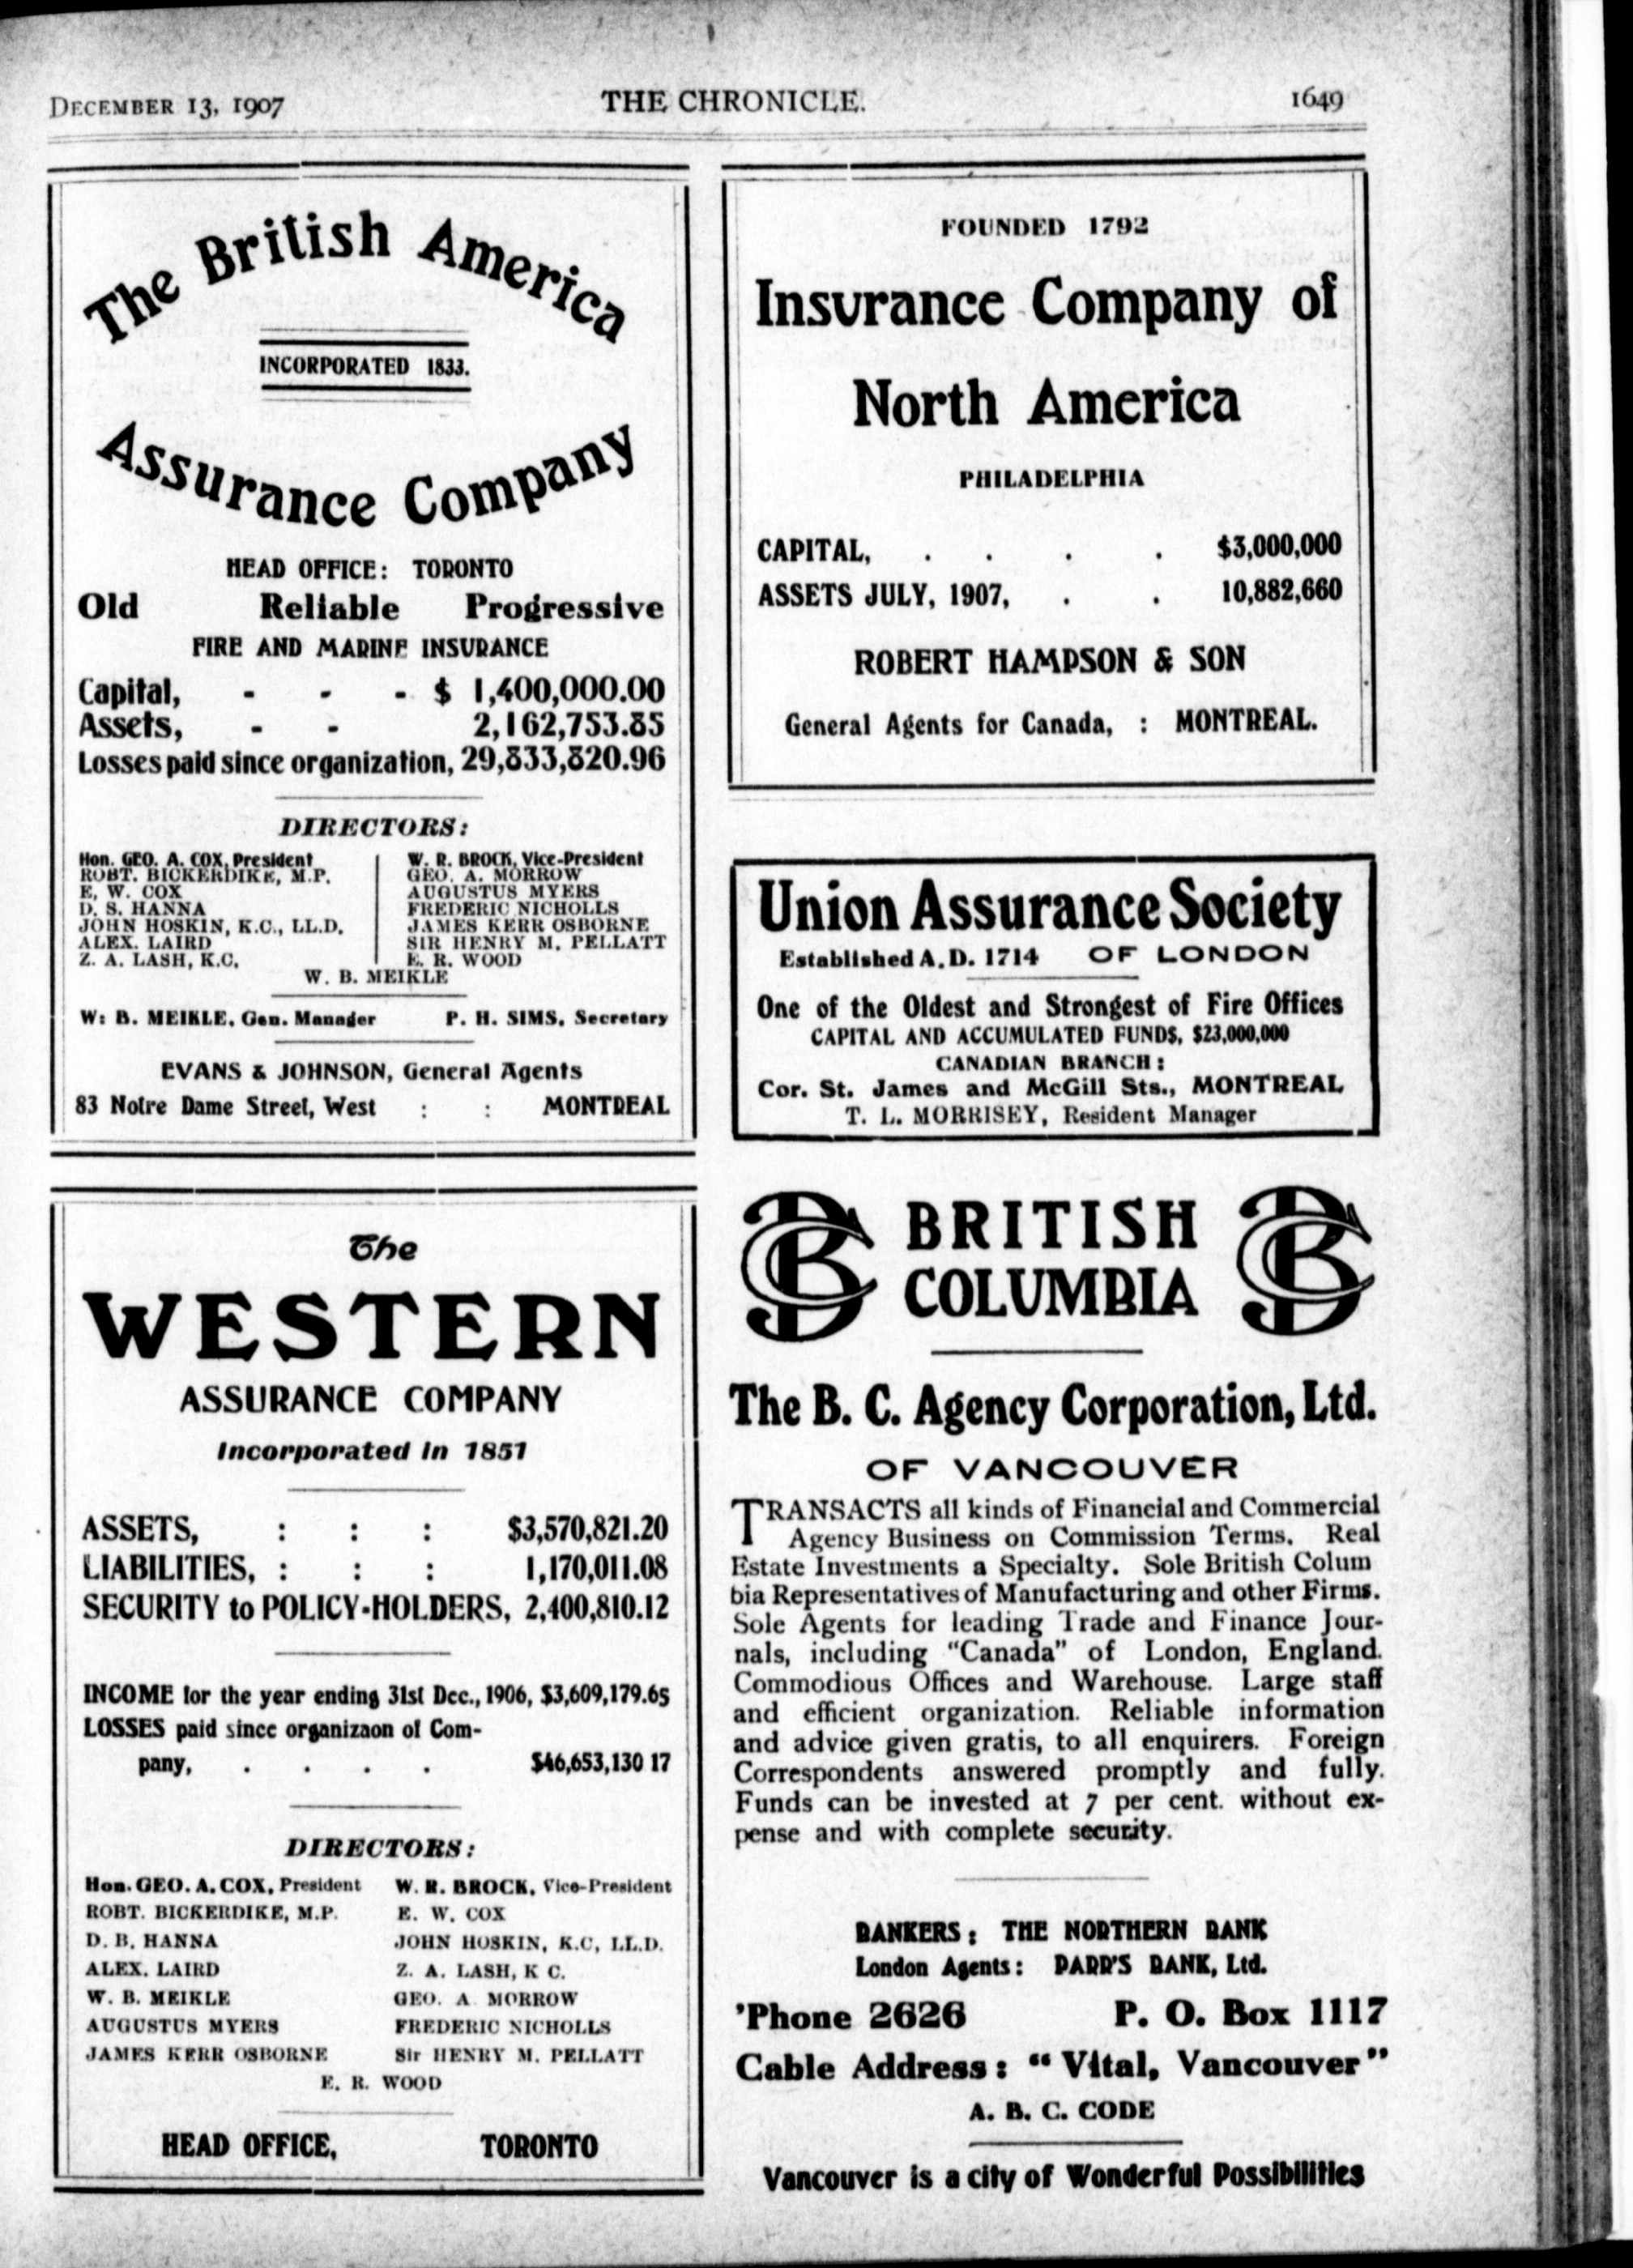 DECEMBER 13, 1907 THE CHRONICLE. 1649
The British America
INCORPORATED 1833.
Assurance Company
HEAD OFFICE: TORONTO
Old Reliable Progressive
FIRE AND MARINE INSURANCE
Capital, - - - $ 1,400,000.00
Assets, - - 2,162,753.85
Losses paid since organization, 29,833,820.96
DIRECTORS:
Hon. GEO. A. COX, President W. R. BROCK, Vice-President
ROBT. BICKERDIKE, M.P. GEO. A. MORROW
E. W. COX AUGUSTUS MYERS
D. S. HANNA FREDERIC NICHOLLS
JOHN HOSKIN, K.C., LL.D. JAMES KERR OSBORNE
ALEX. LAIRD SIR HENRY M. PELLATT
Z. A. LASH, K.C. E. R. WOOD
W. B. MEIKLE
W: B. MEIKLE, Gen. Manager P. H. SIMS, Secretary
EVANS & JOHNSON, General Agents
83 Notre Dame Street, West : : MONTREAL
The
WESTERN
ASSURANCE COMPANY
Incorporated in 1851
ASSETS, : : : $3,570,821.20
LIABILITIES, : : : 1,170,011.08
SECURITY to POLICY-HOLDERS, 2,400,810.12
INCOME for the year ending 31st Dec., 1906, $3,609,179.65
LOSSES paid since organizaon of Com-
pany, . . . . $46,653,130 17
DIRECTORS:
Hon. GEO. A. COX, President W. R. BROCK, Vice-President
ROBT. BICKERDIKE, M.P. E. W. COX
D. B. HANNA JOHN HOSKIN, K.C, LL.D.
ALEX. LAIRD Z. A. LASH, K C.
W. B. MEIKLE GEO. A MORROW
AUGUSTUS MYERS FREDERIC NICHOLLS
JAMES KERR OSBORNE Sir HENRY M. PELLATT
E. R. WOOD
HEAD OFFICE, TORONTO
FOUNDED 1792
Insurance Company of
North America
PHILADELPHIA
CAPITAL, . . . . $3,000,000
ASSETS JULY, 1907, . . 10,882,660
ROBERT HAMPSON & SON
General Agents for Canada, : MONTREAL.
Union Assurance Society
Established A.D. 1714 OF LONDON
One of the Oldest and Strongest of Fire Offices
CAPITAL AND ACCUMULATED FUNDS, $23,000,000
CANADIAN BRANCH:
Cor. St. James and McGill Sts., MONTREAL
T. L. MORRISEY, Resident Manager
BC BRITISH BC
COLUMBIA
The B. C. Agency Corporation, Ltd.
OF VANCOUVER
TRANSACTS all kinds of Financial and Commercial
Agency Business on Commission Terms. Real
Estate Investments a Specialty. Sole British Colum
bia Representatives of Manufacturing and other Firms.
Sole Agents for leading Trade and Finance Jour-
nals, including "Canada" of London, England.
Commodious Offices and Warehouse. Large staff
and efficient organization. Reliable information
and advice given gratis, to all enquirers. Foreign
Correspondents answered promptly and fully.
Funds can be invested at 7 per cent. without ex-
pense and with complete security.
BANKERS: THE NORTHERN BANK
London Agents: PARR'S BANK, Ltd.
'Phone 2626 P. O. Box 1117
Cable Address: "Vital, Vancouver"
A. B. C. CODE
Vancouver is a city of Wonderful Possibilities